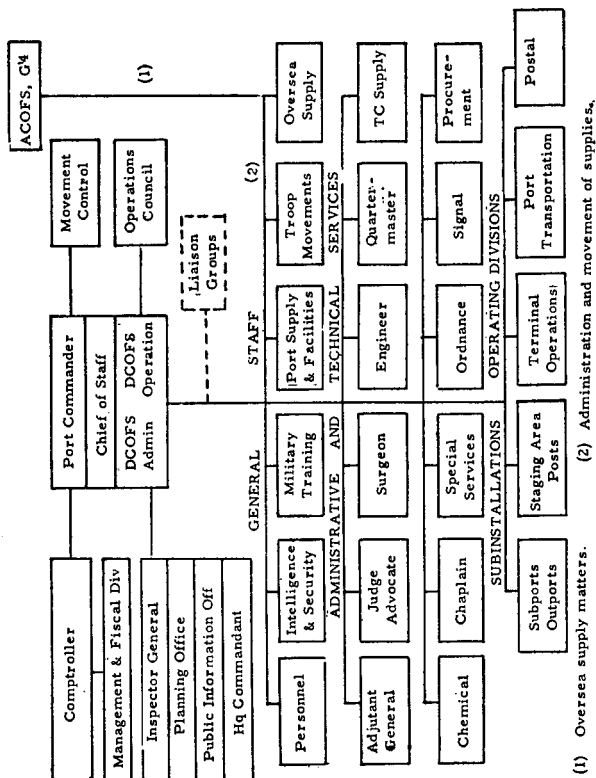 ACOFS, G4
(1)
Movement
Control
Operations
Council
Port Commander
Chief of Staff
DCOFS DCOFS
Admin Operation
Comptroller
Management & Fiscal Div
Inspector General
Planning Office
Public Information Off
Hq Commandant
Liaison
Groups
(2)
GENERAL STAFF
Personnel
Intelligence
& Security
Military
Training
Port Supply
& Facilities
Troop
Movements
Oversea
Supply
ADMINISTRATIVE AND TECHNICAL SERVICES
Adjutant
General
Judge
Advocate
Surgeon
Engineer
Quarter-
master
TC Supply
Chemical
Chaplain
Special
Services
Ordnance
Signal
Procure-
ment
SUBINSTALLATIONS OPERATING DIVISIONS
Subports
Outports
Staging Area
Posts
Terminal
Operations
Port
Transportation
Postal
(1) Oversea supply matters. (2) Administration and movement of supplies.